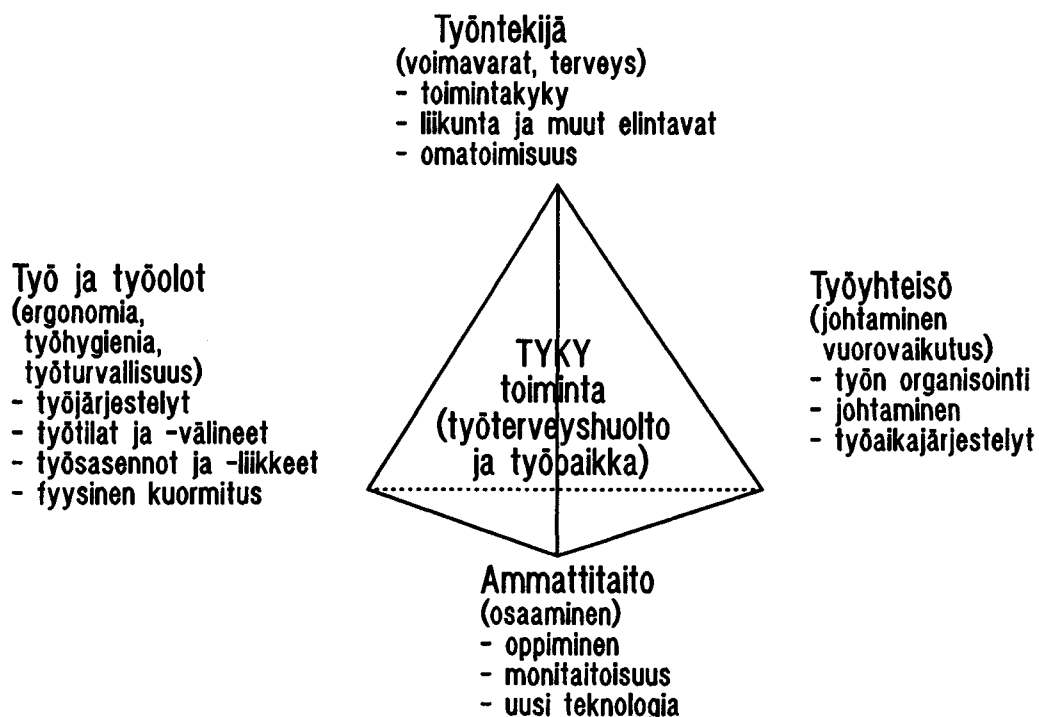 Työntekijä
(voimavarat, terveys)
- toimintakyky
- liikunta ja muut elintavat
- omatoimisuus
Työ ja työolot
(ergonomia,
työhygienia,
työturvallisuus)
- työjärjestelyt
- työtilat ja -välineet
- työsasennot ja -liikkeet
- fyysinen kuormitus
TYKY
toiminta
(työterveyshuolto
ja työpaikka)
Työyhteisö
(johtaminen
vuorovaikutus)
- työn organisointi
- johtaminen
- työaikajärjestelyt
Ammattitaito
(osaaminen)
- oppiminen
- monitaitoisuus
- uusi teknologia